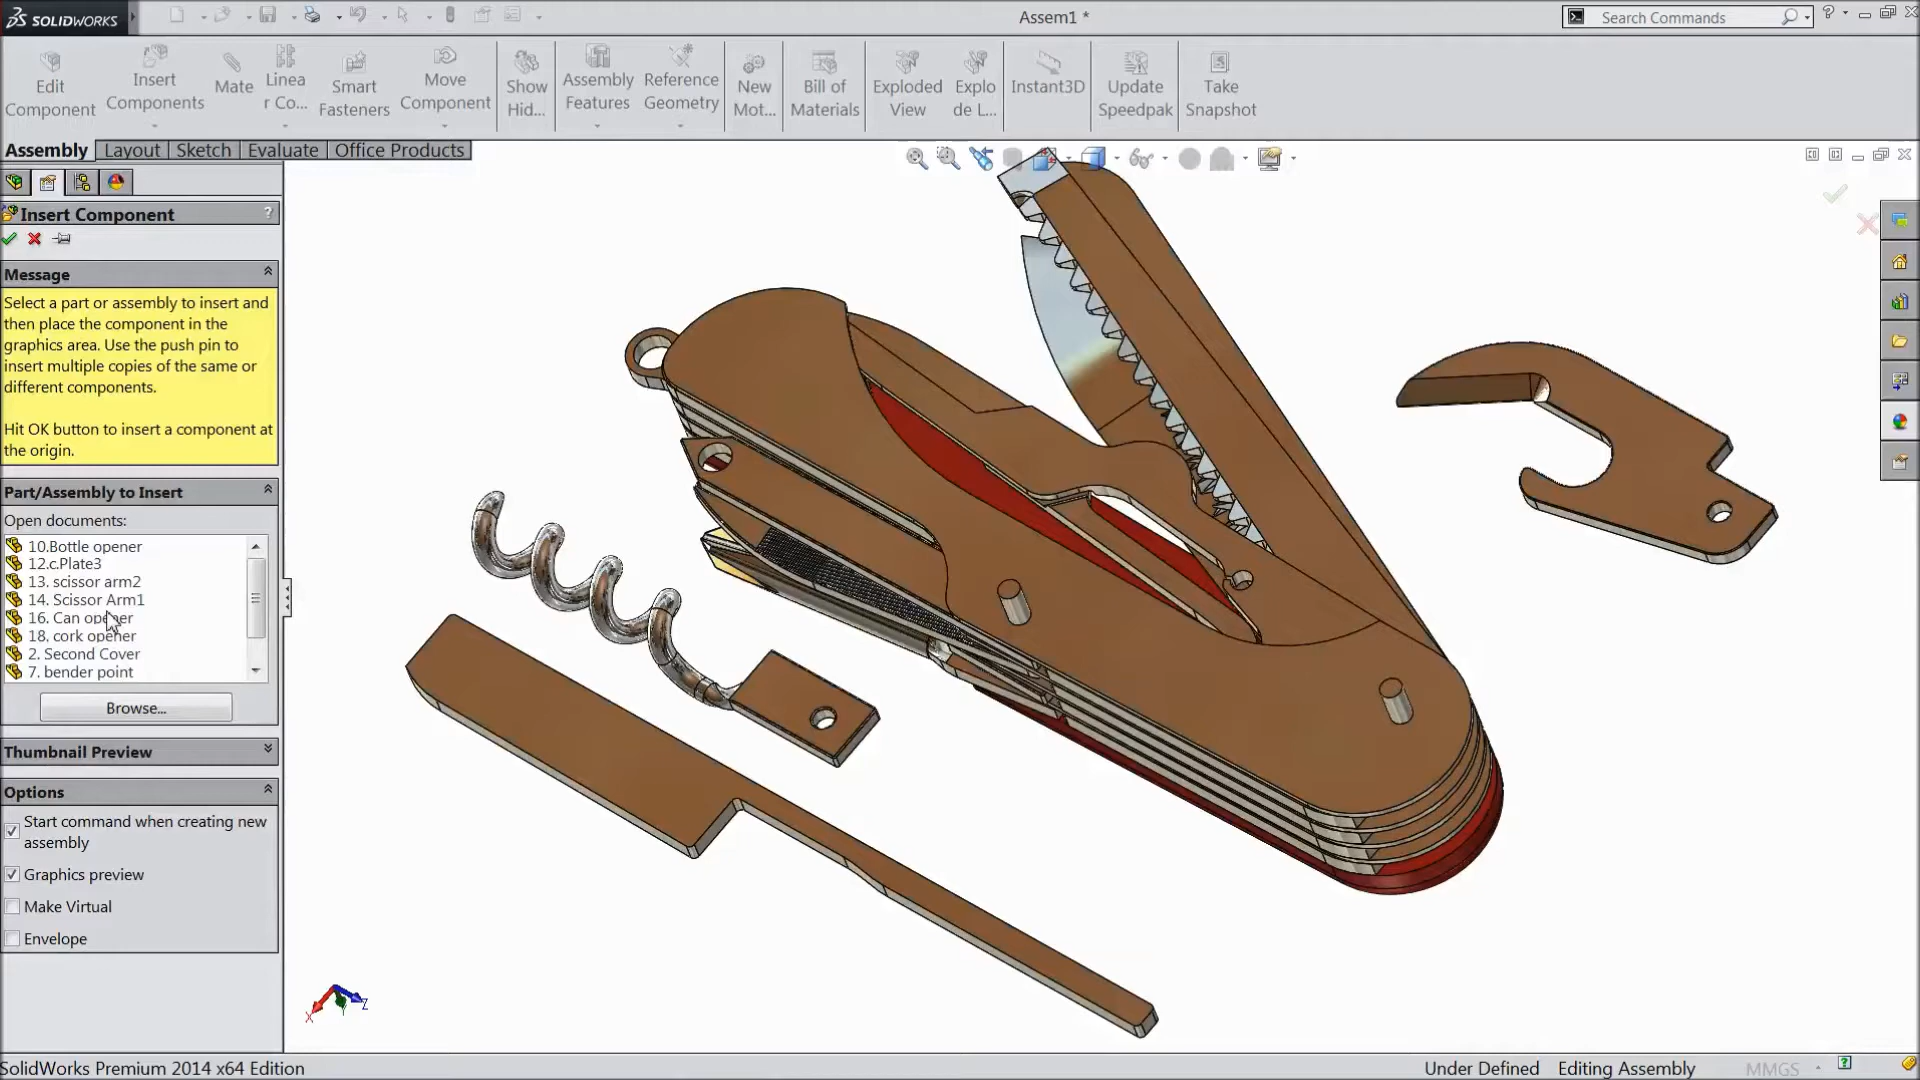 SOLIDWORKS
Assem1 *
Search Commands
?
Edit
Component
Insert
Components
Mate
Linea
r Co...
Smart
Fasteners
Move
Component
Show
Hid...
Assembly
Features
Reference
Geometry
New
Mot...
Bill of
Materials
Exploded
View
Explo
de L...
Instant3D
Update
Speedpak
Take
Snapshot
Assembly
Layout
Sketch
Evaluate
Office Products
Insert Component
?
Message
Select a part or assembly to insert and
then place the component in the
graphics area. Use the push pin to
insert multiple copies of the same or
different components.
Hit OK button to insert a component at
the origin.
Part/Assembly to Insert
Open documents:
10.Bottle opener
12.c.Plate3
13. scissor arm2
14. Scissor Arm1
16. Can opener
18. cork opener
2. Second Cover
7. bender point
Browse...
Thumbnail Preview
Options
Start command when creating new
assembly
Graphics preview
Make Virtual
Envelope
X
Z
SolidWorks Premium 2014 x64 Edition
Under Defined
Editing Assembly
MMGS
?